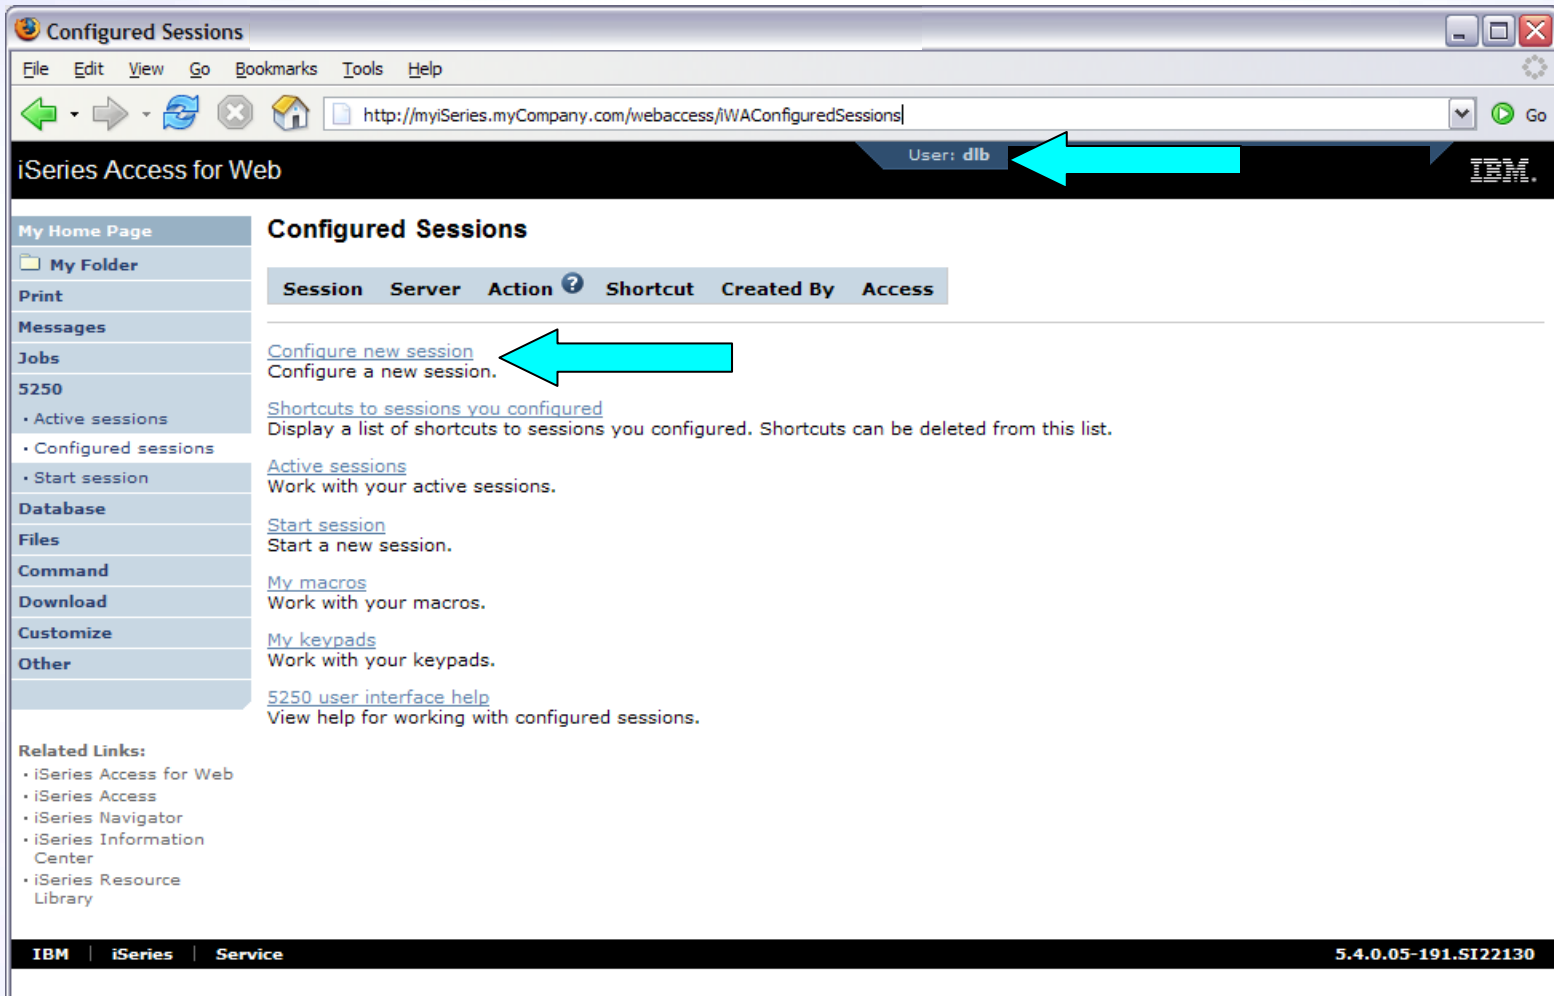 Configured Sessions
File Edit View Go Bookmarks Tools Help
http://myiSeries.myCompany.com/webaccess/iWAConfiguredSessions
Go
iSeries Access for Web
User: dlb
IBM.
My Home Page
My Folder
Print
Messages
Jobs
5250
• Active sessions
• Configured sessions
• Start session
Database
Files
Command
Download
Customize
Other
Related Links:
• iSeries Access for Web
• iSeries Access
• iSeries Navigator
• iSeries Information
Center
• iSeries Resource
Library
Configured Sessions
Session Server Action ? Shortcut Created By Access
Configure new session
Configure a new session.
Shortcuts to sessions you configured
Display a list of shortcuts to sessions you configured. Shortcuts can be deleted from this list.
Active sessions
Work with your active sessions.
Start session
Start a new session.
My macros
Work with your macros.
My keypads
Work with your keypads.
5250 user interface help
View help for working with configured sessions.
IBM | iSeries | Service
5.4.0.05-191.SI22130